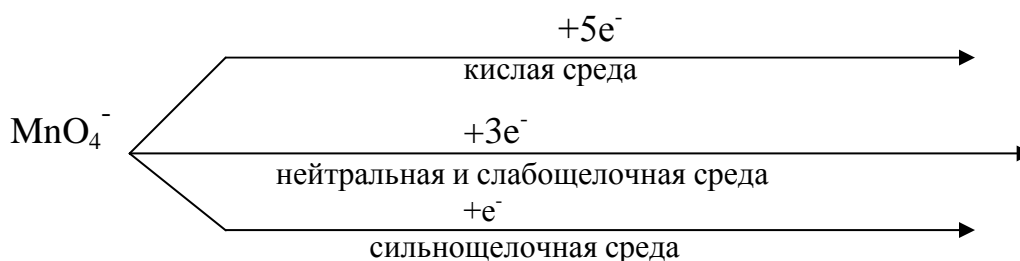 +5e⁻
кислая среда
MnO₄⁻
+3e⁻
нейтральная и слабощелочная среда
+e⁻
сильнощелочная среда